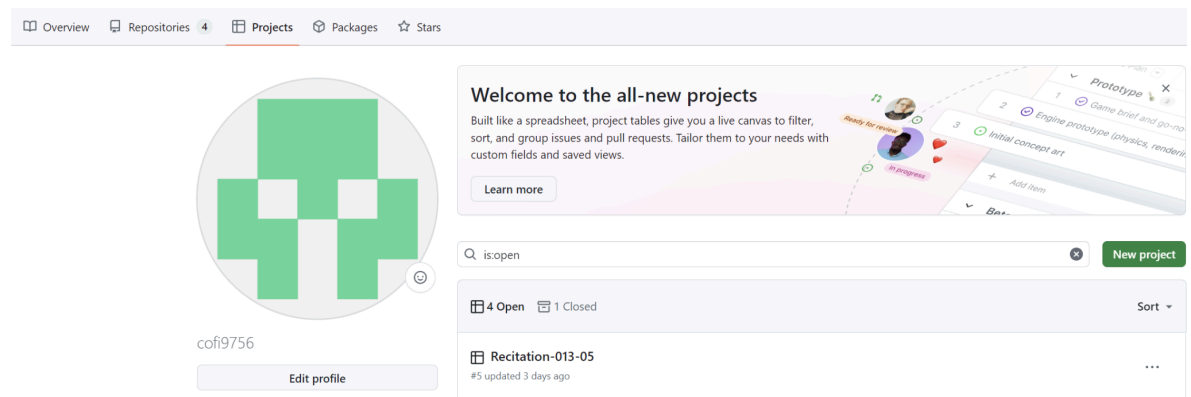 Overview Repositories 4 Projects Packages Stars
Welcome to the all-new projects
Built like a spreadsheet, project tables give you a live canvas to filter,
sort, and group issues and pull requests. Tailor them to your needs with
custom fields and saved views.
Learn more
Ready for review
In progress
Prototype
1 Game brief and go-no-
2 Engine prototype (physics, renderin
3 Initial concept art
+ Add item
Bet
is:open
New project
4 Open 1 Closed
Sort
Recitation-013-05
#5 updated 3 days ago
cofi9756
Edit profile